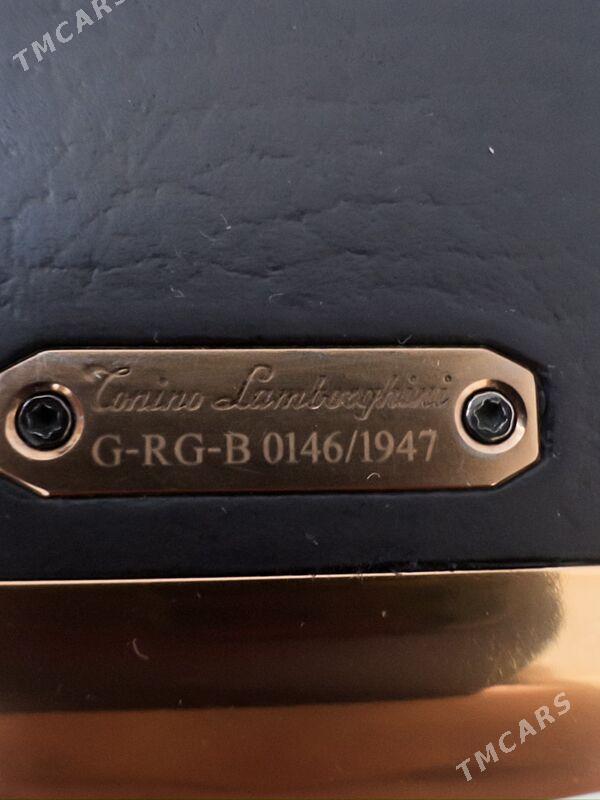 TMCARS
Tonino Lamborghini
G-RG-B 0146/1947
TMCARS